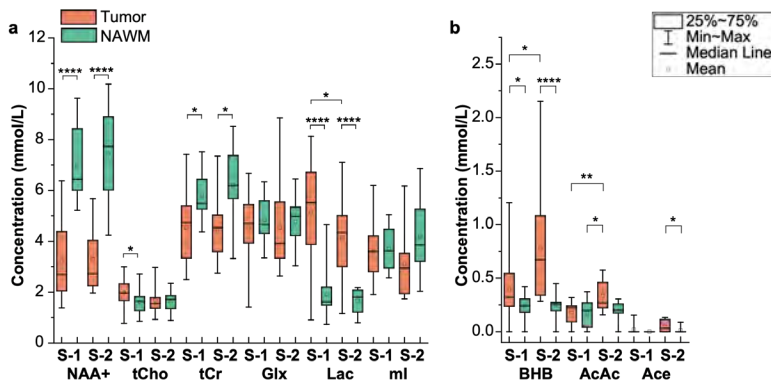 a
Tumor
NAWM
Concentration (mmol/L)
12
10
8
6
4
2
0
**** **** * * * * **** ****
S-1 S-2 S-1 S-2 S-1 S-2 S-1 S-2 S-1 S-2 S-1 S-2
NAA+ tCho tCr Glx Lac mI
b
25%~75%
Min~Max
Median Line
Mean
Concentration (mmol/L)
2.5
2.0
1.5
1.0
0.5
0.0
* * **** ** * *
S-1 S-2 S-1 S-2 S-1 S-2
BHB AcAc Ace